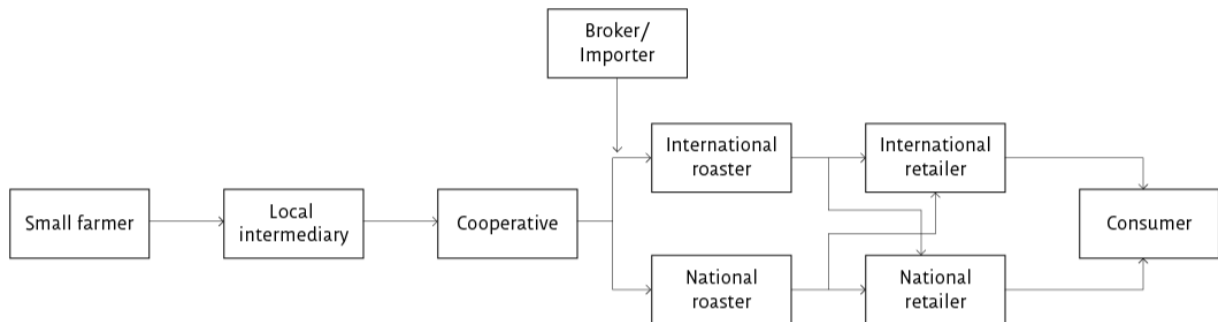 Broker/
Importer
International
roaster
International
retailer
Small farmer
Local
intermediary
Cooperative
Consumer
National
roaster
National
retailer